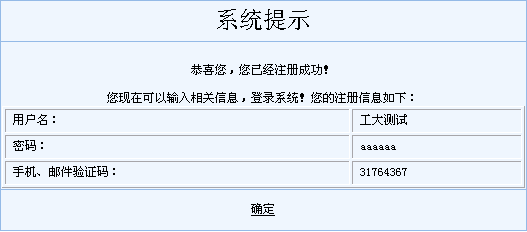 系统提示
恭喜您，您已经注册成功！
您现在可以输入相关信息，登录系统！您的注册信息如下：
用户名： 工大测试
密码： aaaaaa
手机、邮件验证码： 31764367
确定